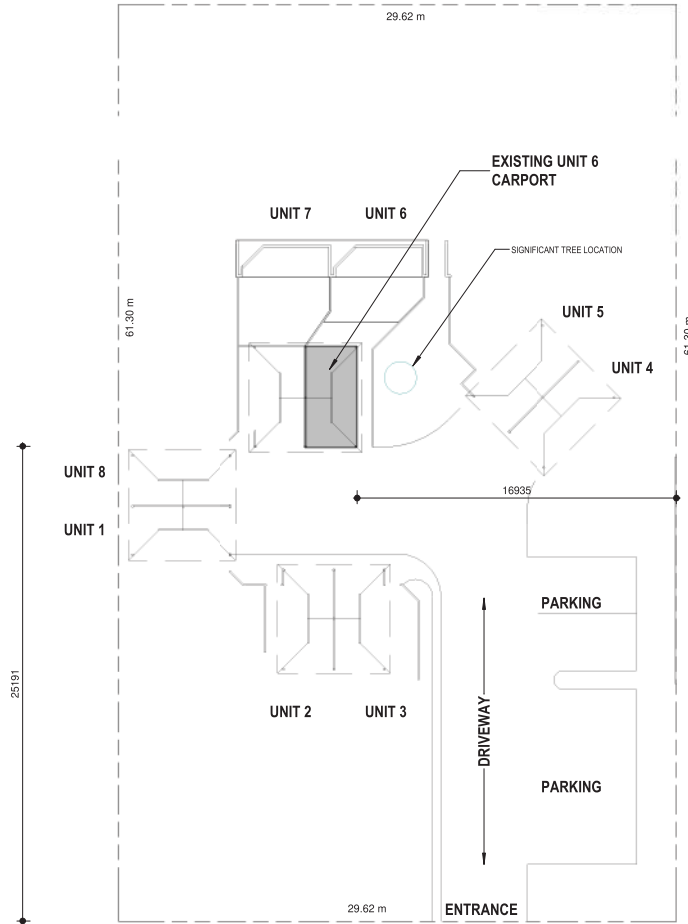 29.62 m
EXISTING UNIT 6
CARPORT
UNIT 7
UNIT 6
SIGNIFICANT TREE LOCATION
61.30 m
61.30 m
UNIT 5
UNIT 4
UNIT 8
16935
UNIT 1
PARKING
25191
UNIT 2
UNIT 3
DRIVEWAY
PARKING
29.62 m
ENTRANCE